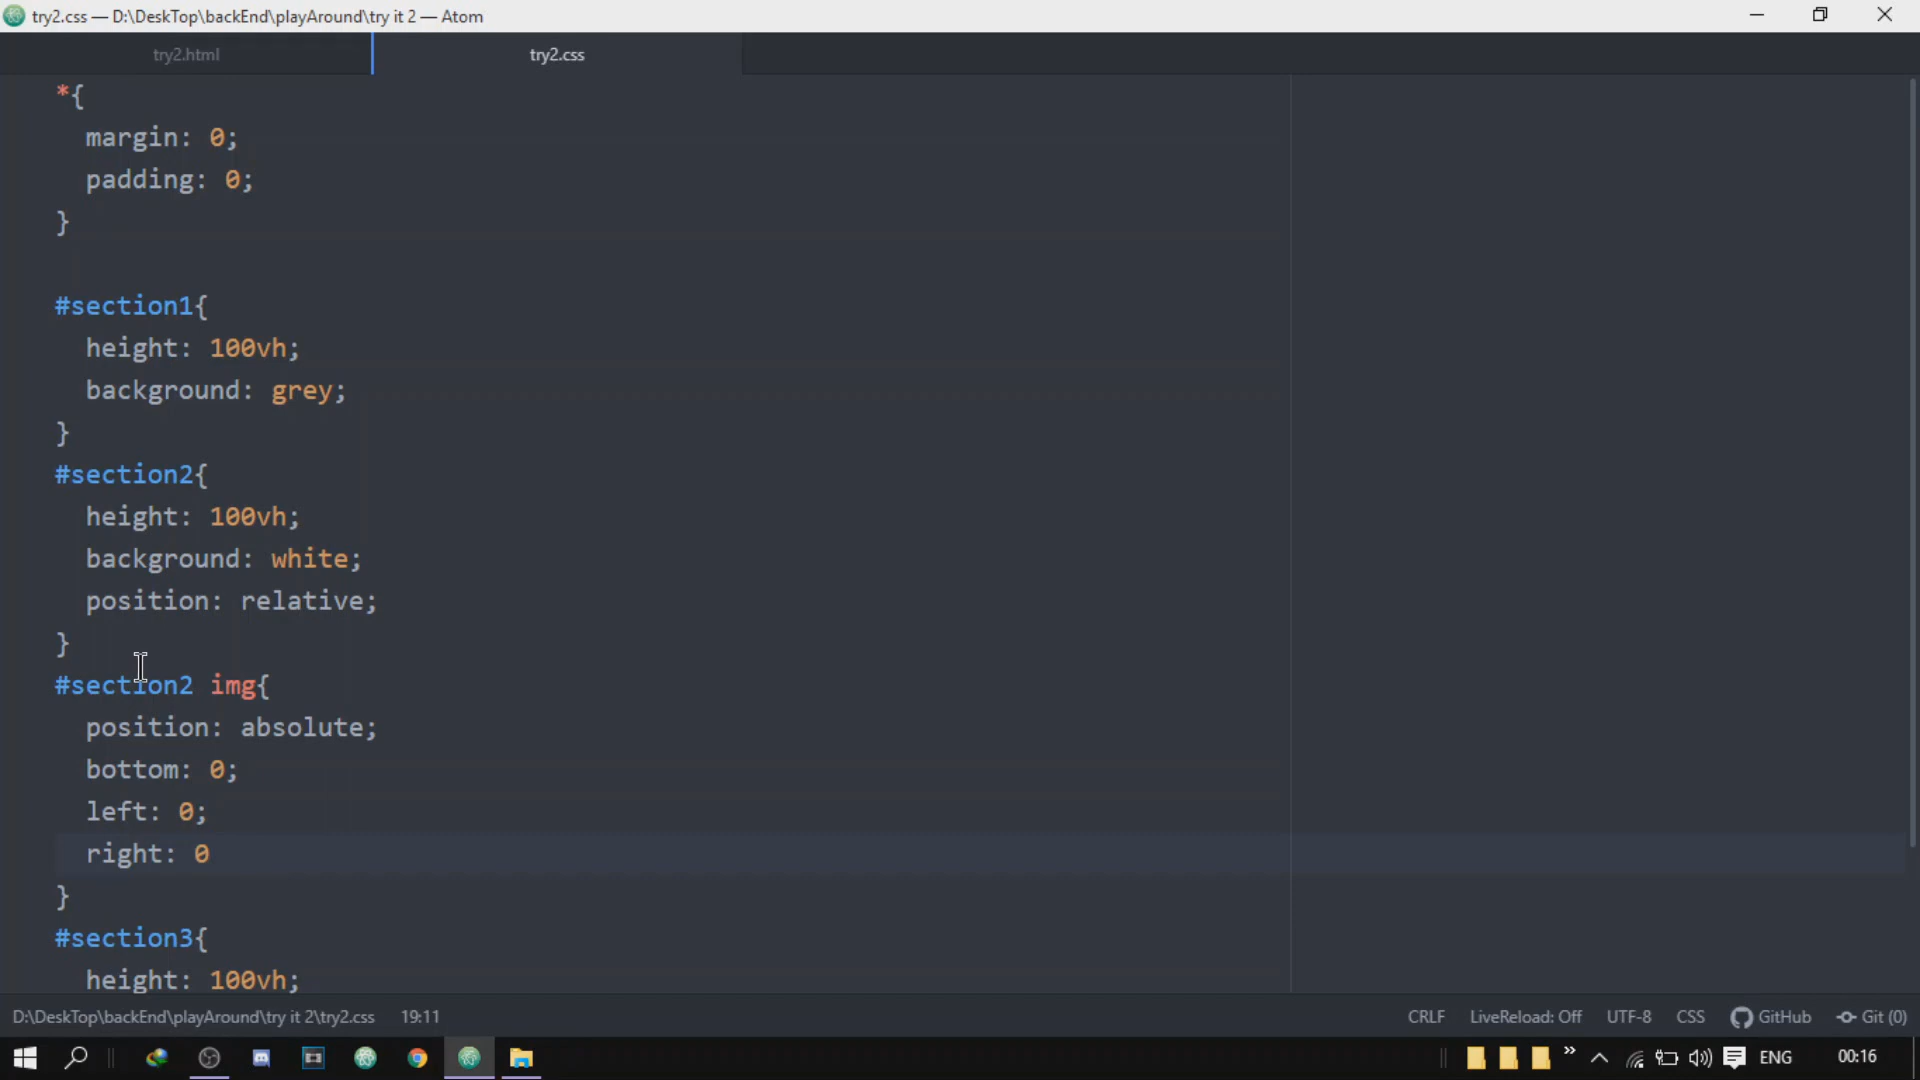 try2.css — D:\DeskTop\backEnd\playAround\try it 2 — Atom
try2.html
try2.css
*{
margin: 0;
padding: 0;
}
#section1{
height: 100vh;
background: grey;
}
#section2{
height: 100vh;
background: white;
position: relative;
}
#section2 img{
position: absolute;
bottom: 0;
left: 0;
right: 0
}
#section3{
height: 100vh;
D:\DeskTop\backEnd\playAround\try it 2\try2.css 19:11 CRLF LiveReload: Off UTF-8 CSS GitHub Git (0)
ENG 00:16